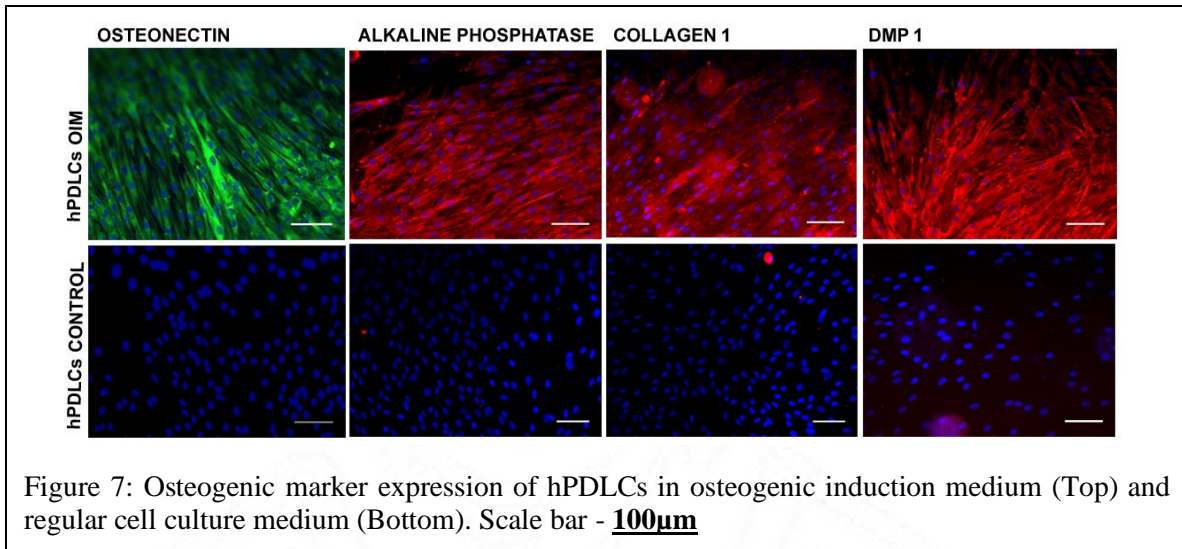 OSTEONECTIN ALKALINE PHOSPHATASE COLLAGEN 1 DMP 1
hPDLCs OIM
hPDLCs CONTROL
Figure 7: Osteogenic marker expression of hPDLCs in osteogenic induction medium (Top) and
regular cell culture medium (Bottom). Scale bar - 100µm